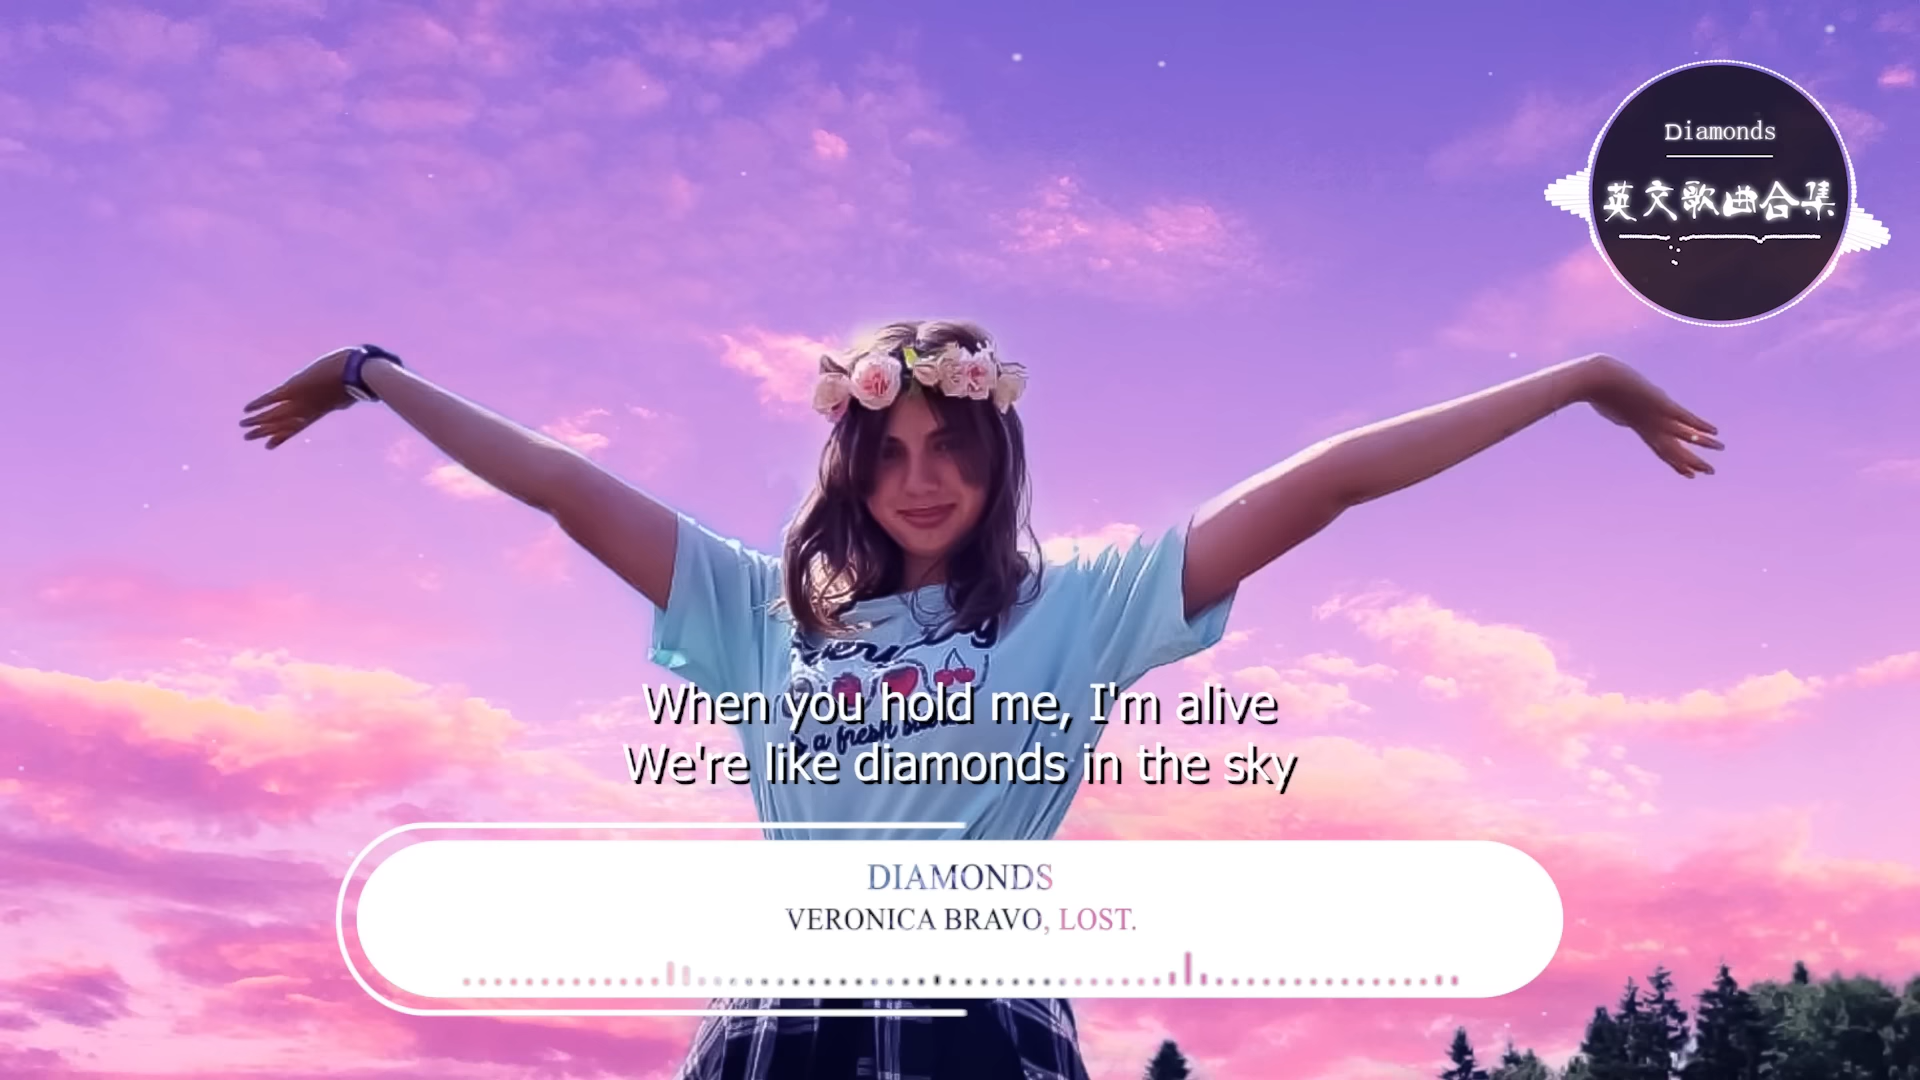 Diamonds
英文歌曲合集
When you hold me, I'm alive
We're like diamonds in the sky
a fresh
DIAMONDS
VERONICA BRAVO, LOST.